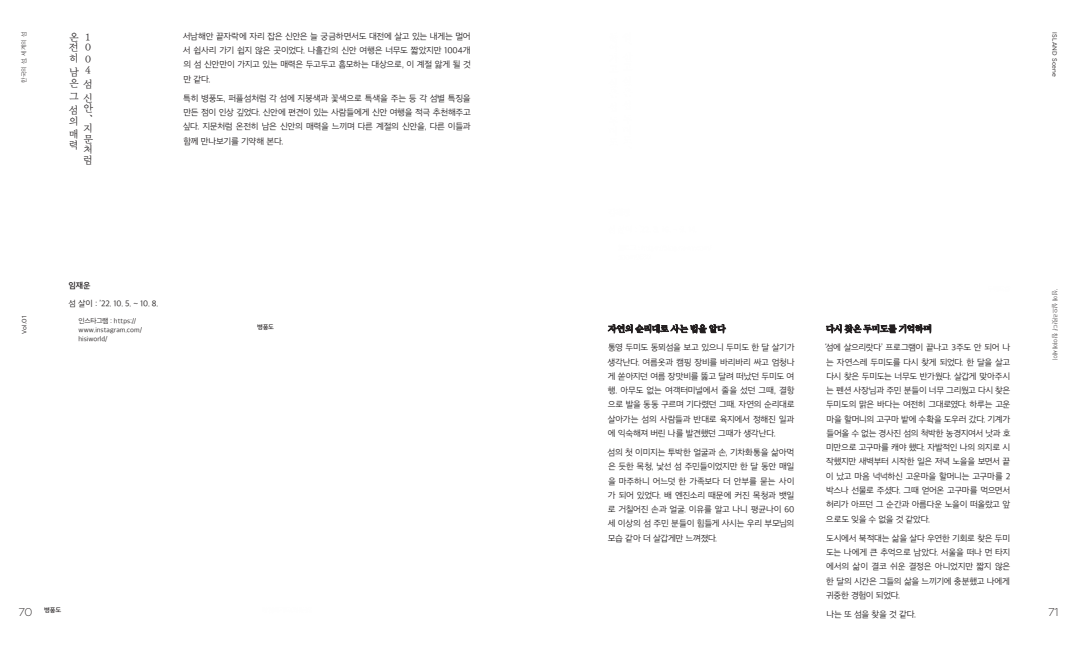 한국의 섬, 세계의 섬
1004섬 신안, 지문처럼
온전히 남은 그 섬의 매력
서남해안 끝자락에 자리 잡은 신안은 늘 궁금하면서도 대전에 살고 있는 내게는 멀어
서 쉽사리 가기 쉽지 않은 곳이었다. 나흘간의 신안 여행은 너무도 짧았지만 1004개
의 섬 신안만이 가지고 있는 매력은 두고두고 흠모하는 대상으로, 이 계절 앓게 될 것
만 같다.
특히 병풍도, 퍼플섬처럼 각 섬에 지붕색과 꽃색으로 특색을 주는 등 각 섬별 특징을
만든 점이 인상 깊었다. 신안에 편견이 있는 사람들에게 신안 여행을 적극 추천해주고
싶다. 지문처럼 온전히 남은 신안의 매력을 느끼며 다른 계절의 신안을, 다른 이들과
함께 만나보기를 기약해 본다.
임재운
섬 살이 : '22. 10. 5. ~ 10. 8.
인스타그램 : https://
www.instagram.com/
hisiworld/
병풍도
Vol.01
70
병풍도
ISLAND Scene
자연의 순리대로 사는 법을 알다
통영 두미도 동뫼섬을 보고 있으니 두미도 한 달 살기가
생각난다. 여름옷과 캠핑 장비를 바리바리 싸고 엄청나
게 쏟아지던 여름 장맛비를 뚫고 달려 떠났던 두미도 여
행. 아무도 없는 여객터미널에서 줄을 섰던 그때, 결항
으로 발을 동동 구르며 기다렸던 그때. 자연의 순리대로
살아가는 섬의 사람들과 반대로 육지에서 정해진 일과
에 익숙해져 버린 나를 발견했던 그때가 생각난다.
섬의 첫 이미지는 투박한 얼굴과 손, 기차화통을 삶아먹
은 듯한 목청, 낯선 섬 주민들이었지만 한 달 동안 매일
을 마주하니 어느덧 한 가족보다 더 안부를 묻는 사이
가 되어 있었다. 배 엔진소리 때문에 커진 목청과 뱃일
로 거칠어진 손과 얼굴. 이유를 알고 나니 평균나이 60
세 이상의 섬 주민 분들이 힘들게 사시는 우리 부모님의
모습 같아 더 살갑게만 느껴졌다.
다시 찾은 두미도를 기억하며
'섬에 살으리랏다' 프로그램이 끝나고 3주도 안 되어 나
는 자연스레 두미도를 다시 찾게 되었다. 한 달을 살고
다시 찾은 두미도는 너무도 반가웠다. 살갑게 맞아주시
는 펜션 사장님과 주민 분들이 너무 그리웠고 다시 찾은
두미도의 맑은 바다는 여전히 그대로였다. 하루는 고운
마을 할머니의 고구마 밭에 수확을 도우러 갔다. 기계가
들어올 수 없는 경사진 섬의 척박한 농경지여서 낫과 호
미만으로 고구마를 캐야 했다. 자발적인 나의 의지로 시
작했지만 새벽부터 시작한 일은 저녁 노을을 보면서 끝
이 났고 마음 넉넉하신 고운마을 할머니는 고구마를 2
박스나 선물로 주셨다. 그때 얻어온 고구마를 먹으면서
허리가 아프던 그 순간과 아름다운 노을이 떠올랐고 앞
으로도 잊을 수 없을 것 같았다.
도시에서 북적대는 삶을 살다 우연한 기회로 찾은 두미
도는 나에게 큰 추억으로 남았다. 서울을 떠나 먼 타지
에서의 삶이 결코 쉬운 결정은 아니었지만 짧지 않은
한 달의 시간은 그들의 삶을 느끼기에 충분했고 나에게
귀중한 경험이 되었다.
나는 또 섬을 찾을 것 같다.
'섬에 살으리랏다' 참여에세이
71